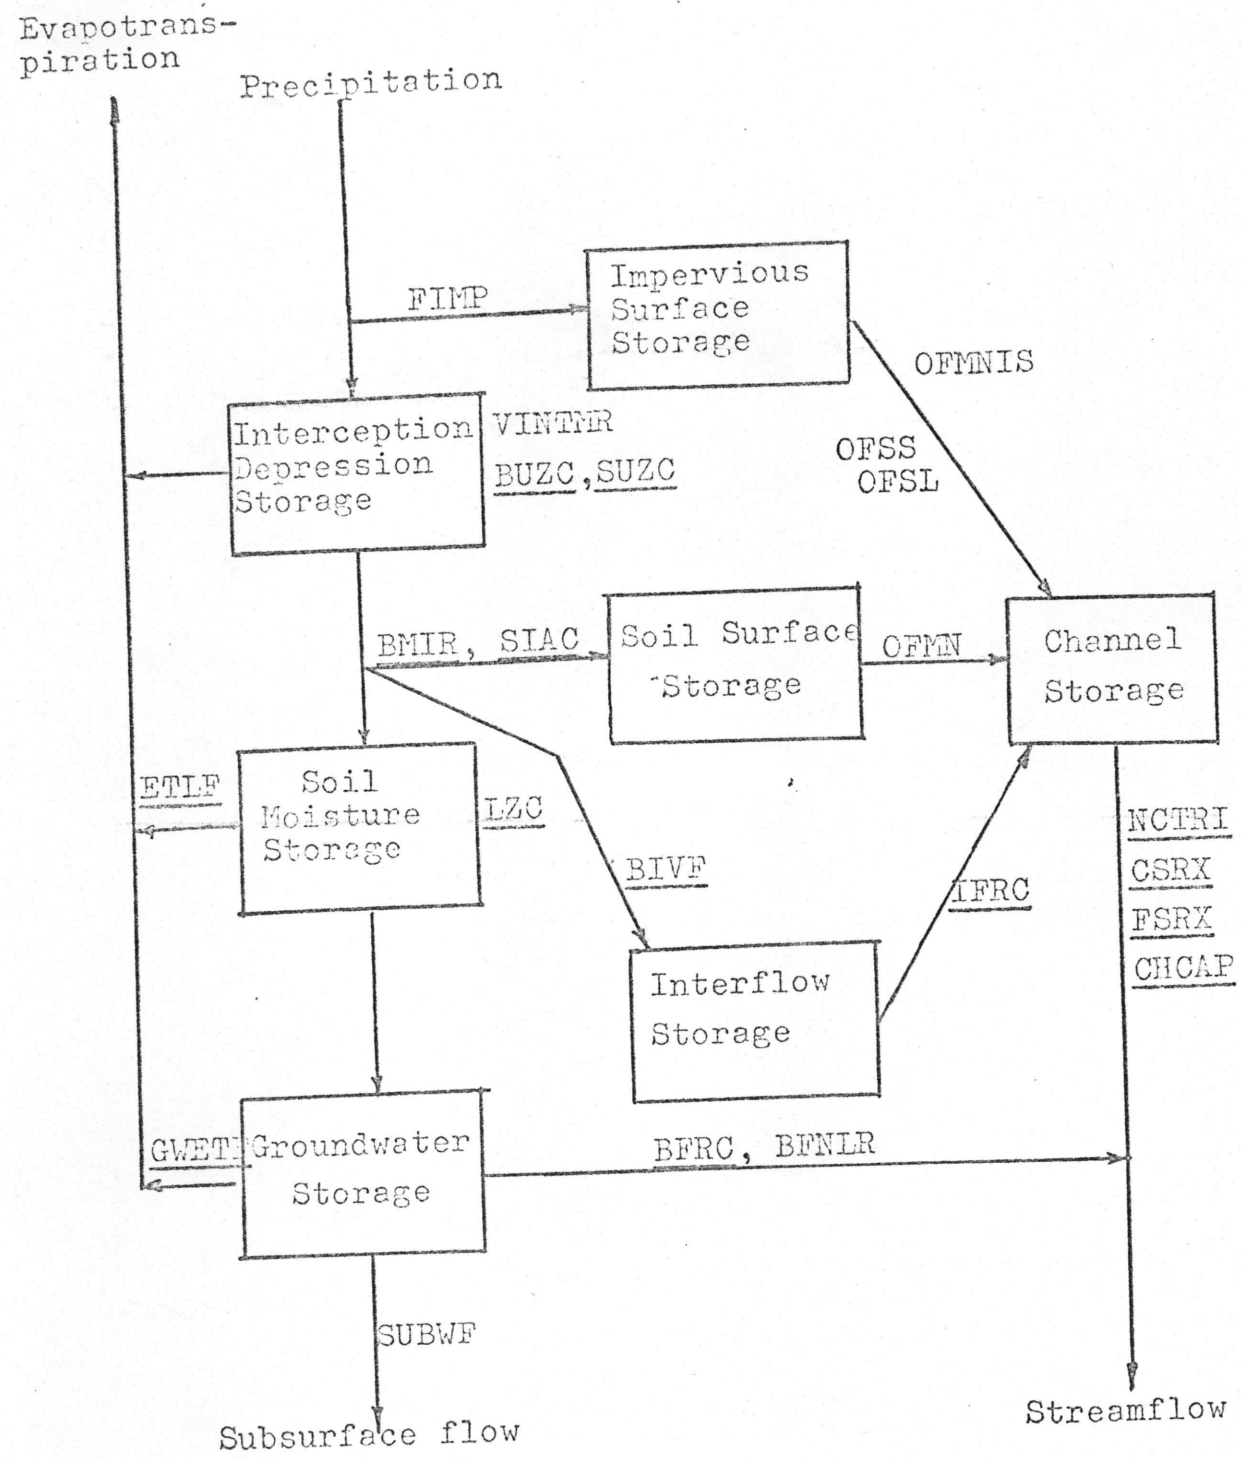 Evapotrans-
piration
Precipitation
FIMP
Impervious
Surface
Storage
OFMNIS
Interception
Depression
Storage
VINTMR
BUZC, SUZC
OFSS
OFSL
BMIR, SIAC
Soil Surface
Storage
OFMN
Channel
Storage
ETLF
Soil
Moisture
Storage
LZC
BIVF
IFRC
NCTRI
CSRX
FSRX
CHCAP
Interflow
Storage
Groundwater
Storage
BFRC, BFNLR
SUBWF
Subsurface flow
Streamflow